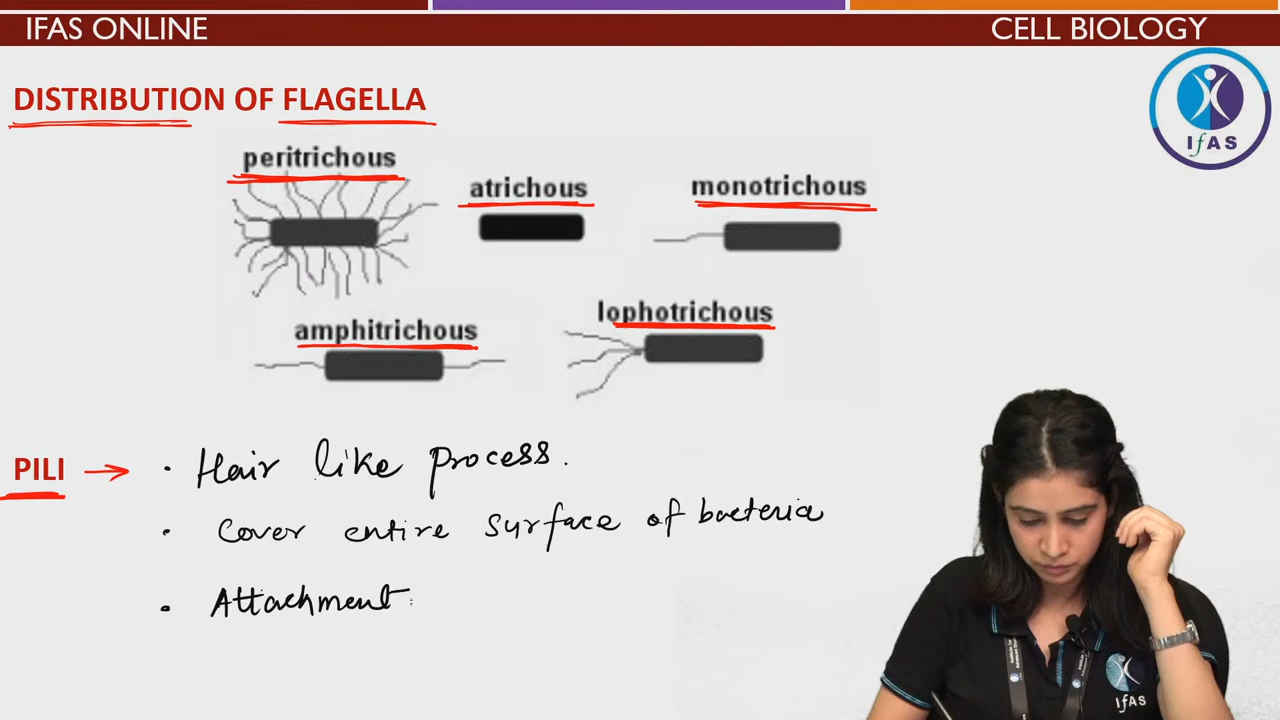 IFAS ONLINE
CELL BIOLOGY
IfAS
DISTRIBUTION OF FLAGELLA
peritrichous
atrichous
monotrichous
amphitrichous
lophotrichous
PILI → • Hair like process.
• Cover entire surface of bacteria
• Attachment
IfAS